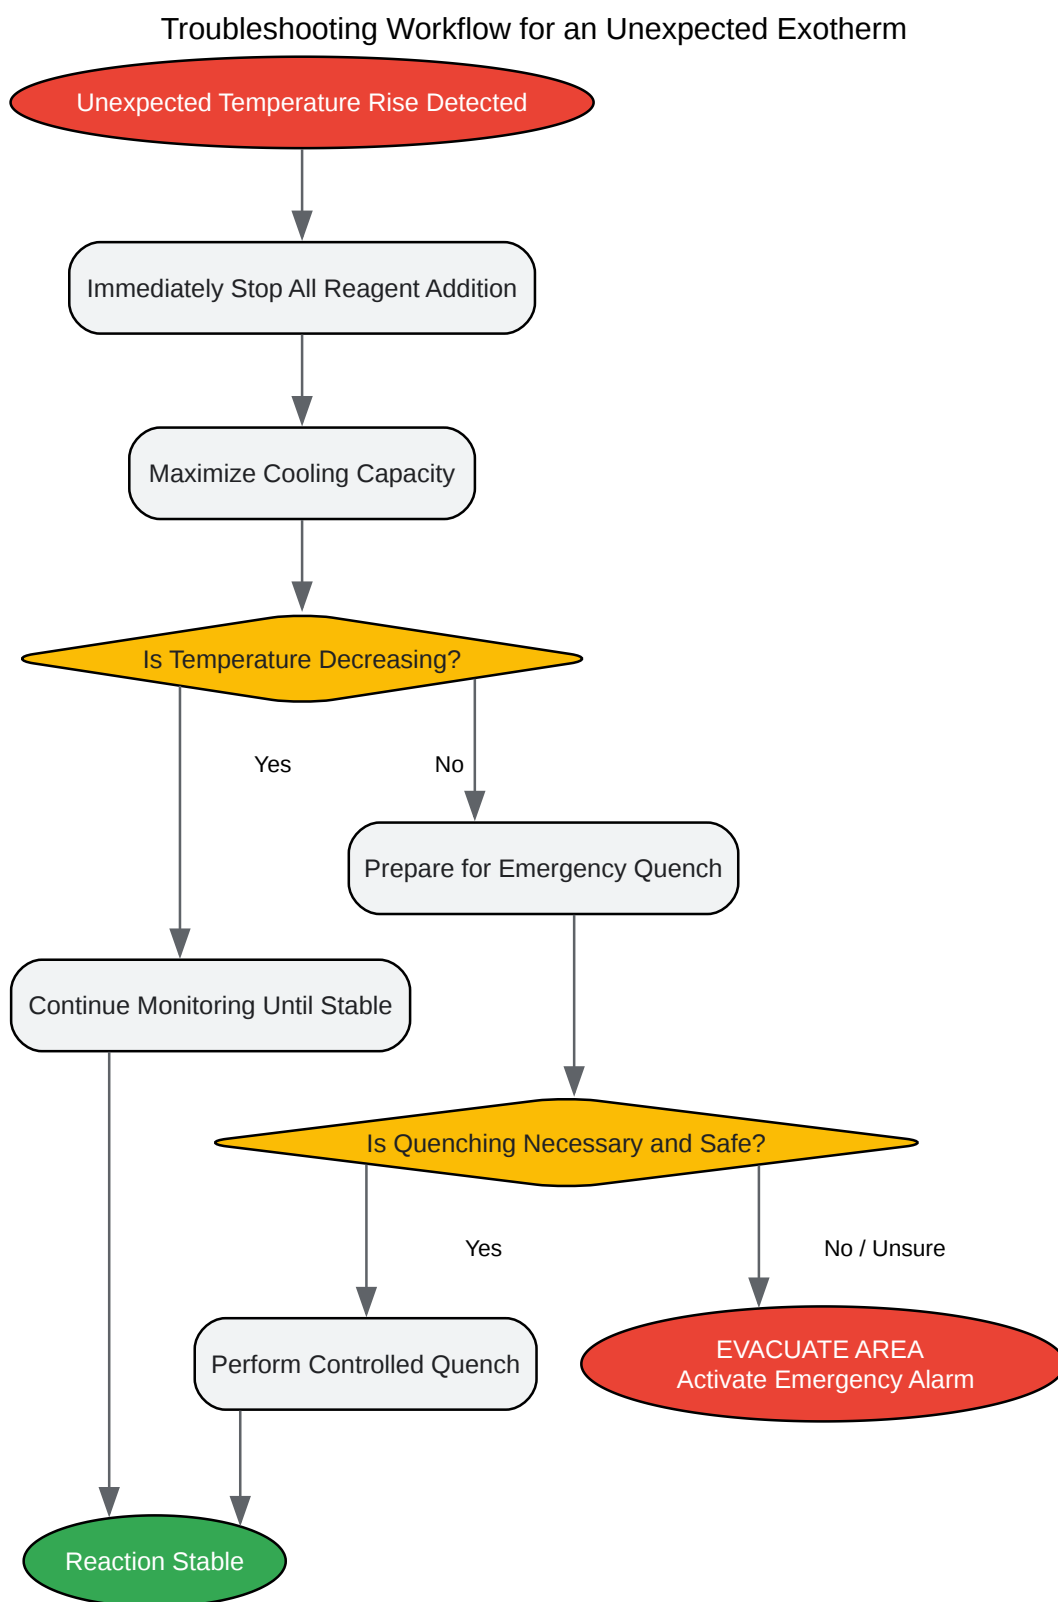 Troubleshooting Workflow for an Unexpected Exotherm
Unexpected Temperature Rise Detected
Immediately Stop All Reagent Addition
Maximize Cooling Capacity
Is Temperature Decreasing?
Yes
No
Prepare for Emergency Quench
Continue Monitoring Until Stable
Is Quenching Necessary and Safe?
Yes
No / Unsure
Perform Controlled Quench
EVACUATE AREA
Activate Emergency Alarm
Reaction Stable